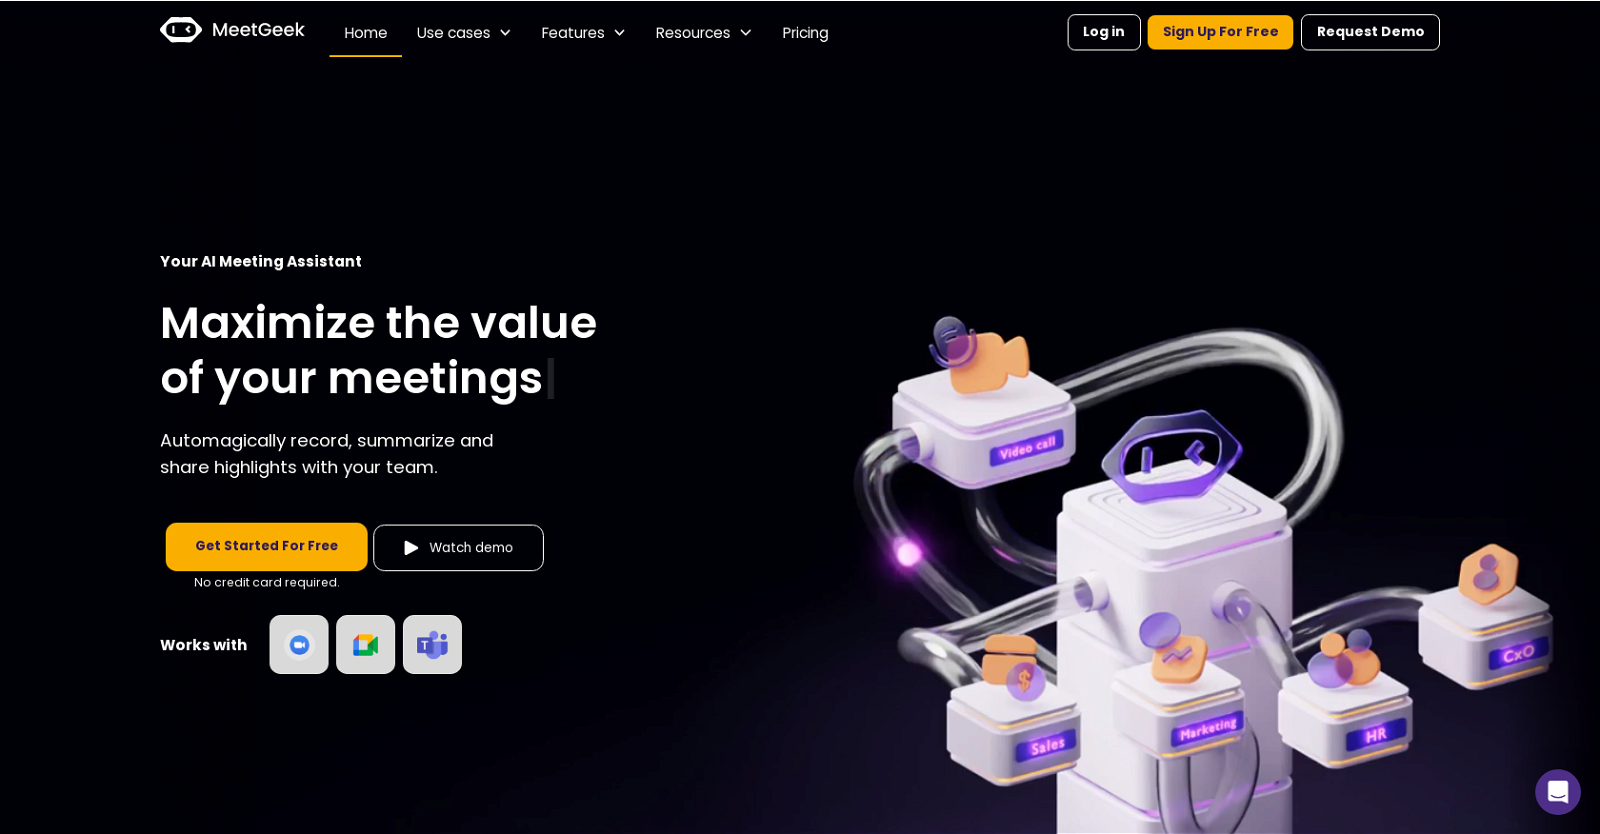 MeetGeek
Home
Use cases
Features
Resources
Pricing
Log in
Sign Up For Free
Request Demo
Your AI Meeting Assistant
Maximize the value
of your meetings
Automagically record, summarize and
share highlights with your team.
Get Started For Free
Watch demo
No credit card required.
Works with
T
Video call
CxO
$
Sales
Marketing
HR